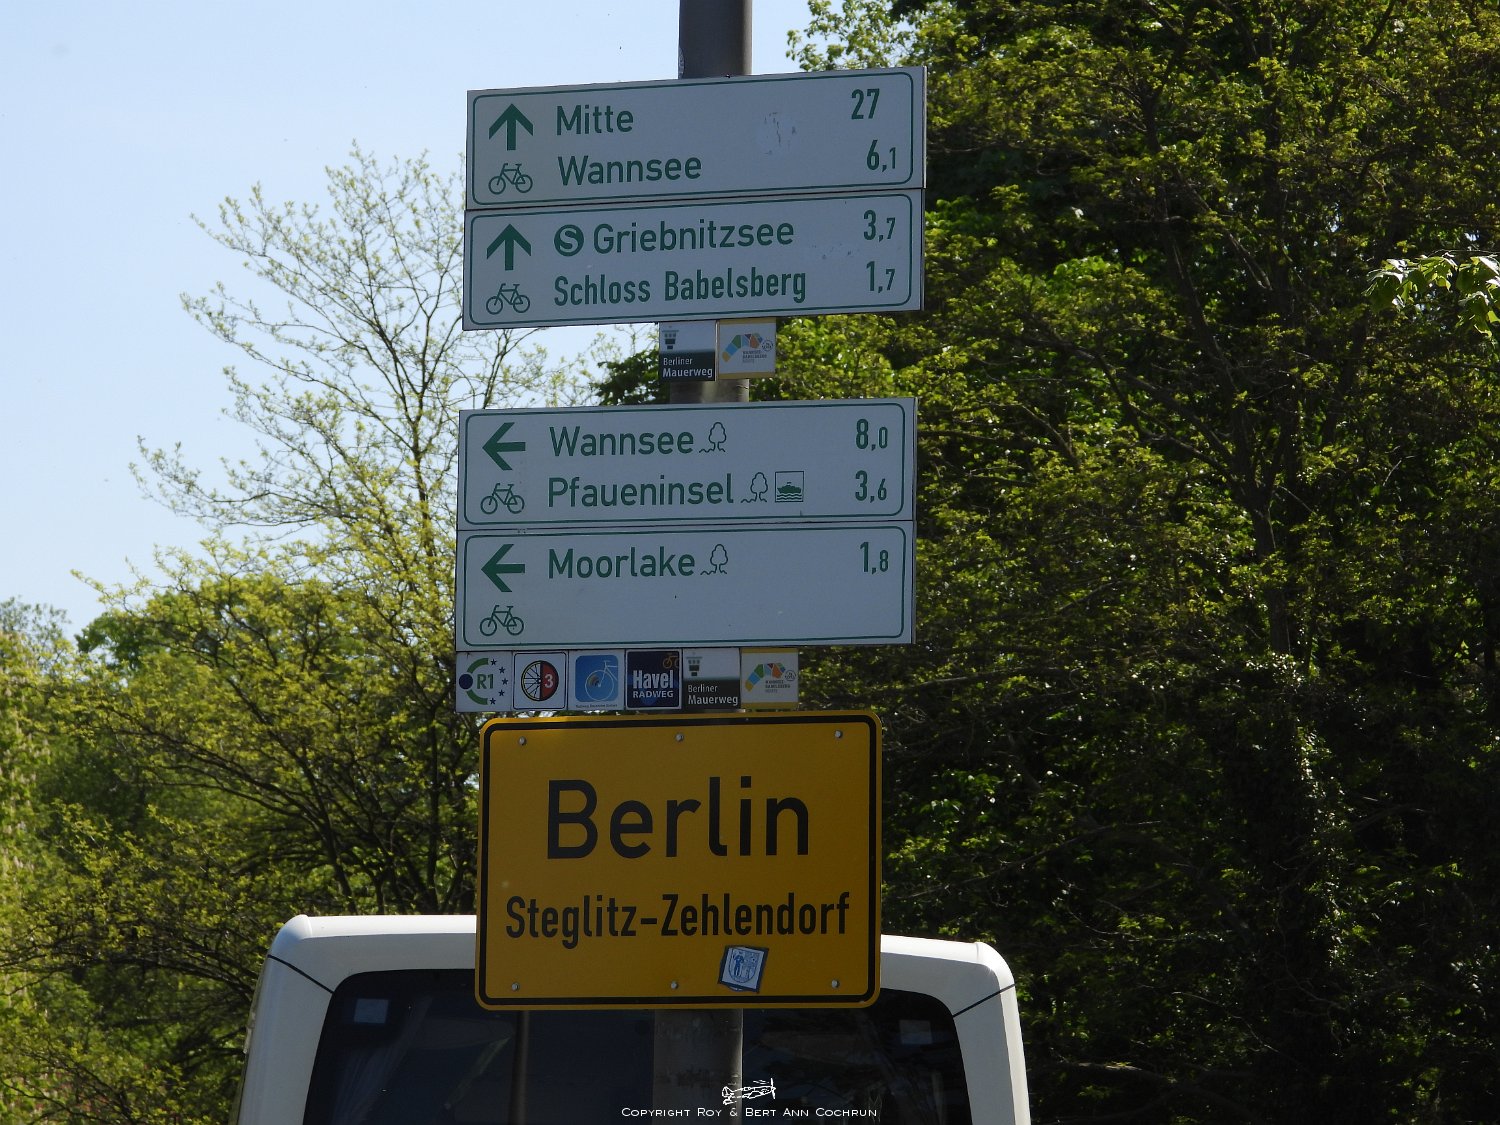 Mitte 27
Wannsee 6,1
S Griebnitzsee 3,7
Schloss Babelsberg 1,7
Berliner
Mauerweg
Wannsee 8,0
Pfaueninsel 3,6
Moorlake 1,8
R1
3
Havel
RADWEG
Berliner
Mauerweg
Berlin
Steglitz-Zehlendorf
Copyright Roy & Bert Ann Cochrun